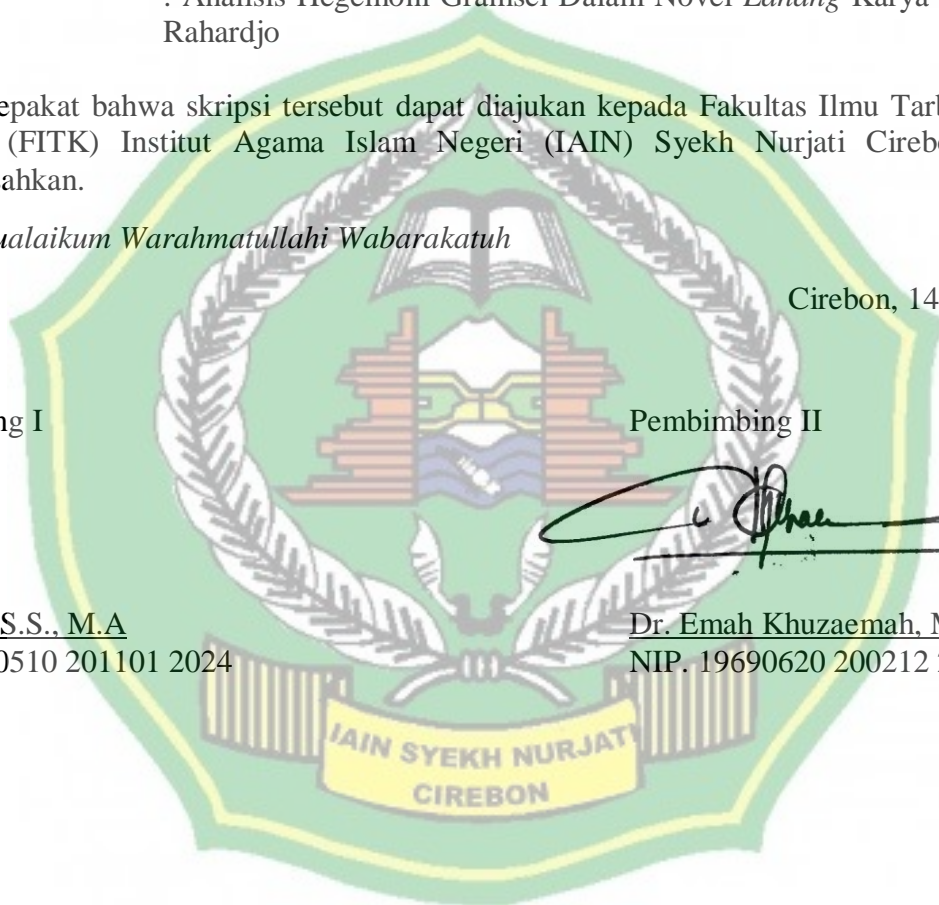 : Analisis Hegemoni Gramsci Dalam Novel Lanang Karya
Rahardjo
epakat bahwa skripsi tersebut dapat diajukan kepada Fakultas Ilmu Tarb
(FITK) Institut Agama Islam Negeri (IAIN) Syekh Nurjati Cirebo
ahkan.
ualaikum Warahmatullahi Wabarakatuh
Cirebon, 14
ng I
Pembimbing II
S.S., M.A
Dr. Emah Khuzaemah, M
0510 201101 2024
NIP. 19690620 200212
IAIN SYEKH NURJATI
CIREBON